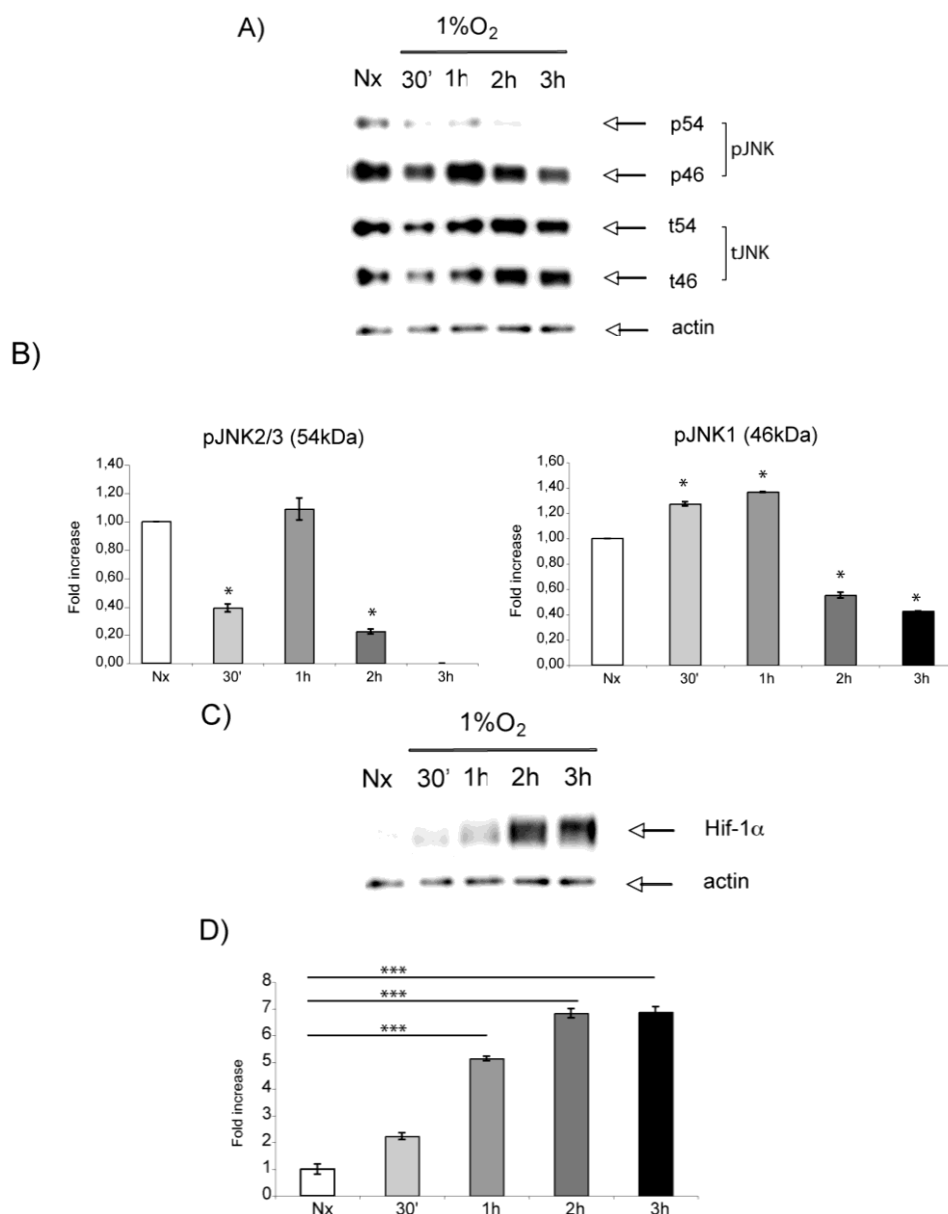 A)
1%O2
Nx 30' 1h 2h 3h
p54
p46
pJNK
t54
t46
tJNK
actin
B)
pJNK2/3 (54kDa)
Fold increase
1,40
1,20
1,00
0,80
0,60
0,40
0,20
0,00
* *
Nx 30' 1h 2h 3h
pJNK1 (46kDa)
Fold increase
1,60
1,40
1,20
1,00
0,80
0,60
0,40
0,20
0,00
* * * *
Nx 30' 1h 2h 3h
C)
1%O2
Nx 30' 1h 2h 3h
Hif-1α
actin
D)
Fold increase
8
7
6
5
4
3
2
1
0
***
***
***
Nx 30' 1h 2h 3h